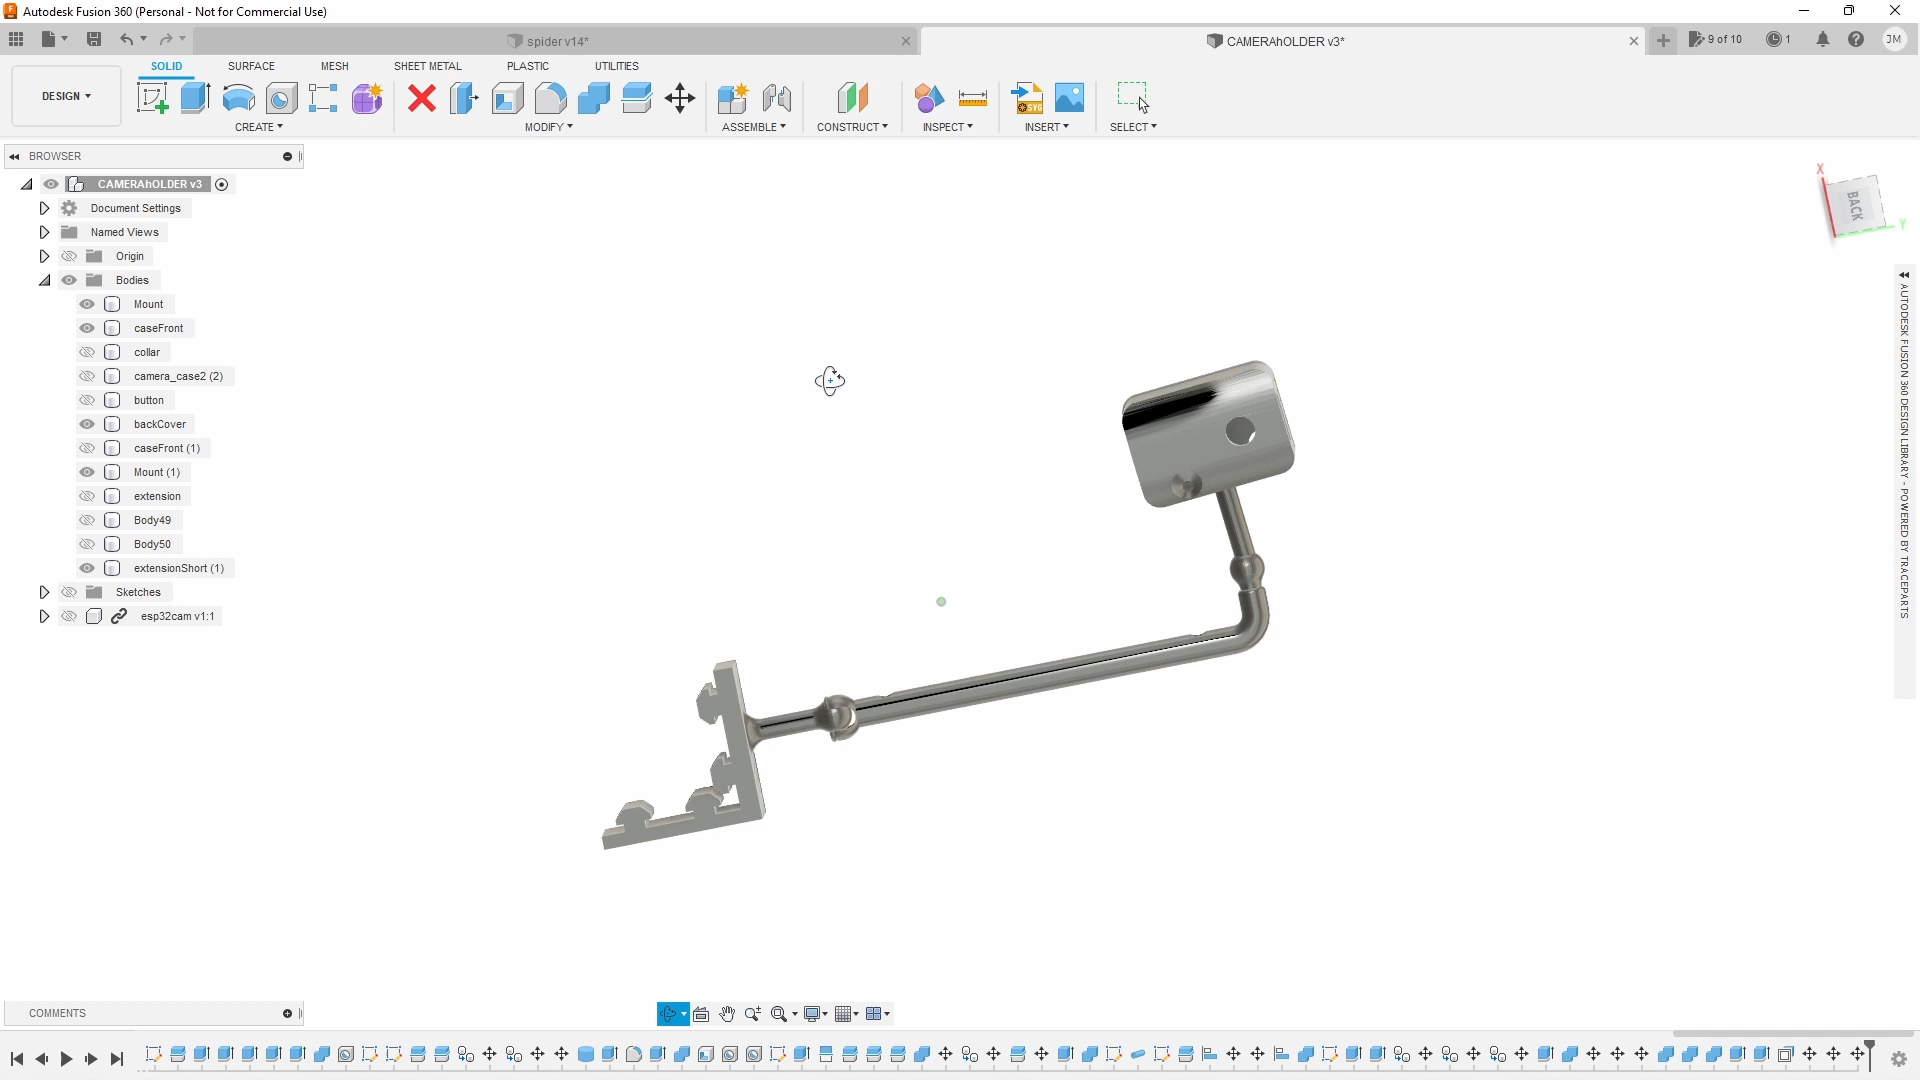 Autodesk Fusion 360 (Personal - Not for Commercial Use)
spider v14*
CAMERAhOLDER v3*
9 of 10
1
JM
DESIGN
SOLID
SURFACE
MESH
SHEET METAL
PLASTIC
UTILITIES
CREATE
MODIFY
ASSEMBLE
CONSTRUCT
INSPECT
INSERT
SELECT
BROWSER
CAMERAhOLDER v3
Document Settings
Named Views
Origin
Bodies
Mount
caseFront
collar
camera_case2 (2)
button
backCover
caseFront (1)
Mount (1)
extension
Body49
Body50
extensionShort (1)
Sketches
esp32cam v1:1
X
BACK
Y
AUTODESK FUSION 360 DESIGN LIBRARY - POWERED BY TRACEPARTS
COMMENTS